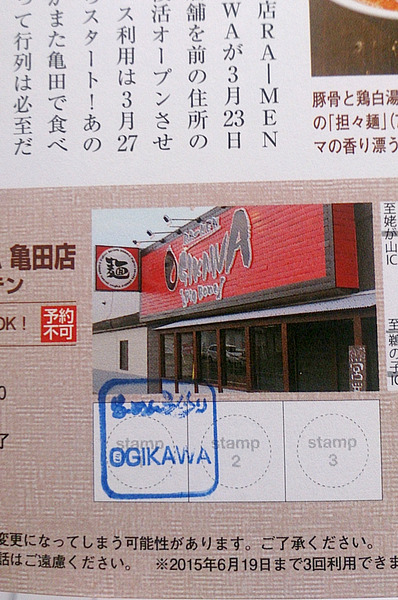 店RA－MEN
WAが3月23日
舗を前の住所の
活オープンさせ
ス利用は3月27
スタート！あの
また亀田で食べ
って行列は必至だ
豚骨と鶏白湯
の「担々麺」(
マの香り漂う
亀田店
OK！
予約
不可
麺
RA-MEN
OGIKAWA
至姥ヶ山IC
至鵜の子IC
OGIKAWA
stamp
stamp
2
stamp
3
変更になってしまう可能性があります。ご了承ください。
話はご遠慮ください。 ※2015年6月19日まで3回利用できま